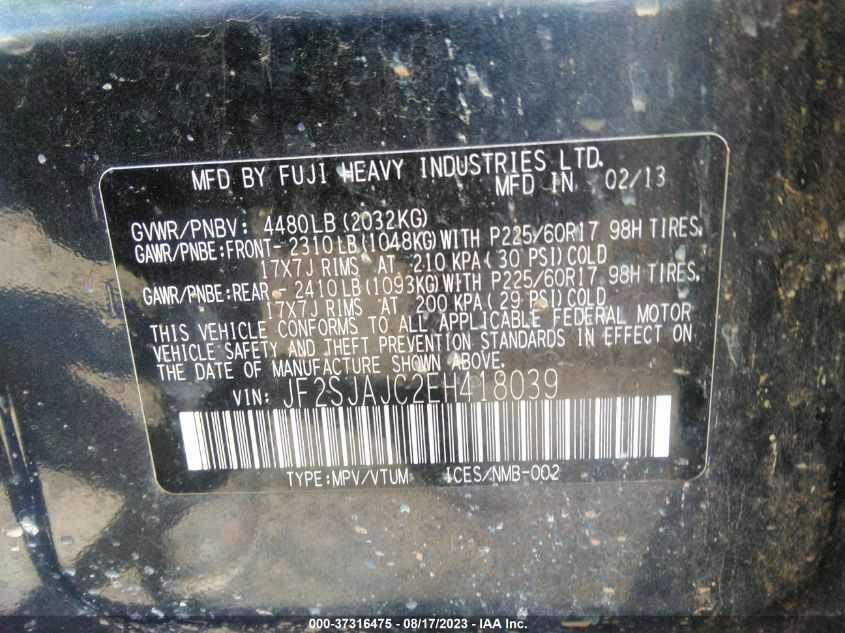 MFD BY FUJI HEAVY INDUSTRIES LTD.
MFD IN 02/13
GVWR/PNBV: 4480LB (2032KG)
GAWR/PNBE:FRONT- 2310LB (1048KG) WITH P225/60R17 98H TIRES,
17X7J RIMS AT 210 KPA ( 30 PSI) COLD
GAWR/PNBE:REAR - 2410LB (1093KG) WITH P225/60R17 98H TIRES,
17X7J RIMS AT 200 KPA ( 29 PSI) COLD
THIS VEHICLE CONFORMS TO ALL APPLICABLE FEDERAL MOTOR
VEHICLE SAFETY AND THEFT PREVENTION STANDARDS IN EFFECT ON
THE DATE OF MANUFACTURE SHOWN ABOVE.
VIN: JF2SJAJC2EH418039
TYPE:MPV/VTUM ICES/NMB-002
000-37316475 - 08/17/2023 - IAA Inc.